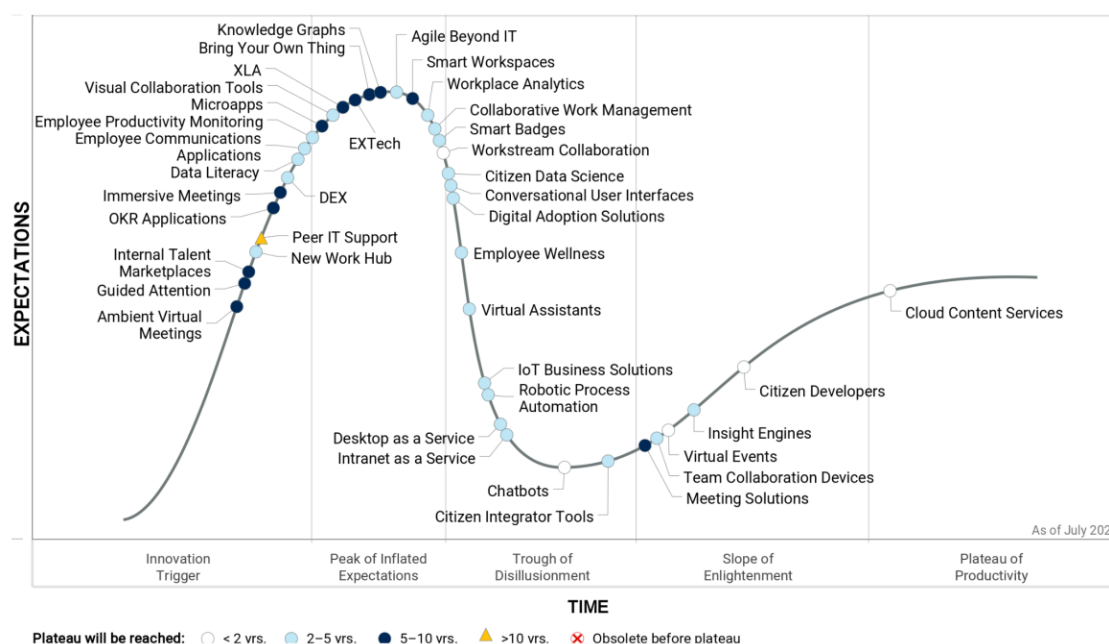 Knowledge Graphs
Bring Your Own Thing
XLA
Visual Collaboration Tools
Microapps
Employee Productivity Monitoring
Employee Communications
Applications
Data Literacy
Immersive Meetings
OKR Applications
Internal Talent
Marketplaces
Guided Attention
Ambient Virtual
Meetings
EXTech
DEX
Peer IT Support
New Work Hub
Agile Beyond IT
Smart Workspaces
Workplace Analytics
Collaborative Work Management
Smart Badges
Workstream Collaboration
Citizen Data Science
Conversational User Interfaces
Digital Adoption Solutions
Employee Wellness
Virtual Assistants
IoT Business Solutions
Robotic Process
Automation
Desktop as a Service
Intranet as a Service
Chatbots
Citizen Integrator Tools
Cloud Content Services
Citizen Developers
Insight Engines
Virtual Events
Team Collaboration Devices
Meeting Solutions
EXPECTATIONS
As of July 202
Innovation
Trigger
Peak of Inflated
Expectations
Trough of
Disillusionment
Slope of
Enlightenment
Plateau of
Productivity
TIME
Plateau will be reached: < 2 yrs. 2–5 yrs. 5–10 yrs. >10 yrs. Obsolete before plateau